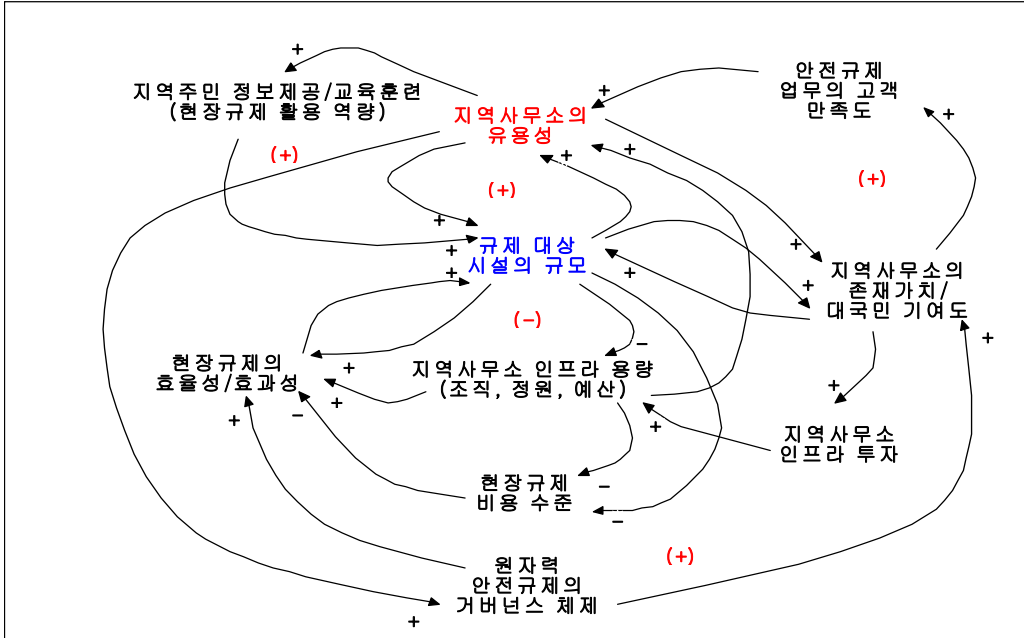 지역주민 정보제공/교육훈련
(현장규제 활용 역량)
지역사무소의
유용성
안전규제
업무의 고객
만족도
규제 대상
시설의 규모
지역사무소의
존재가치/
대국민 기여도
현장규제의
효율성/효과성
지역사무소 인프라 용량
(조직, 정원, 예산)
지역사무소
인프라 투자
현장규제
비용 수준
원자력
안전규제의
거버넌스 체제
(+)
(+)
(+)
(-)
(+)
+
+
+
+
+
+
+
+
+
+
+
+
-
+
+
+
+
-
+
+
-
-
+